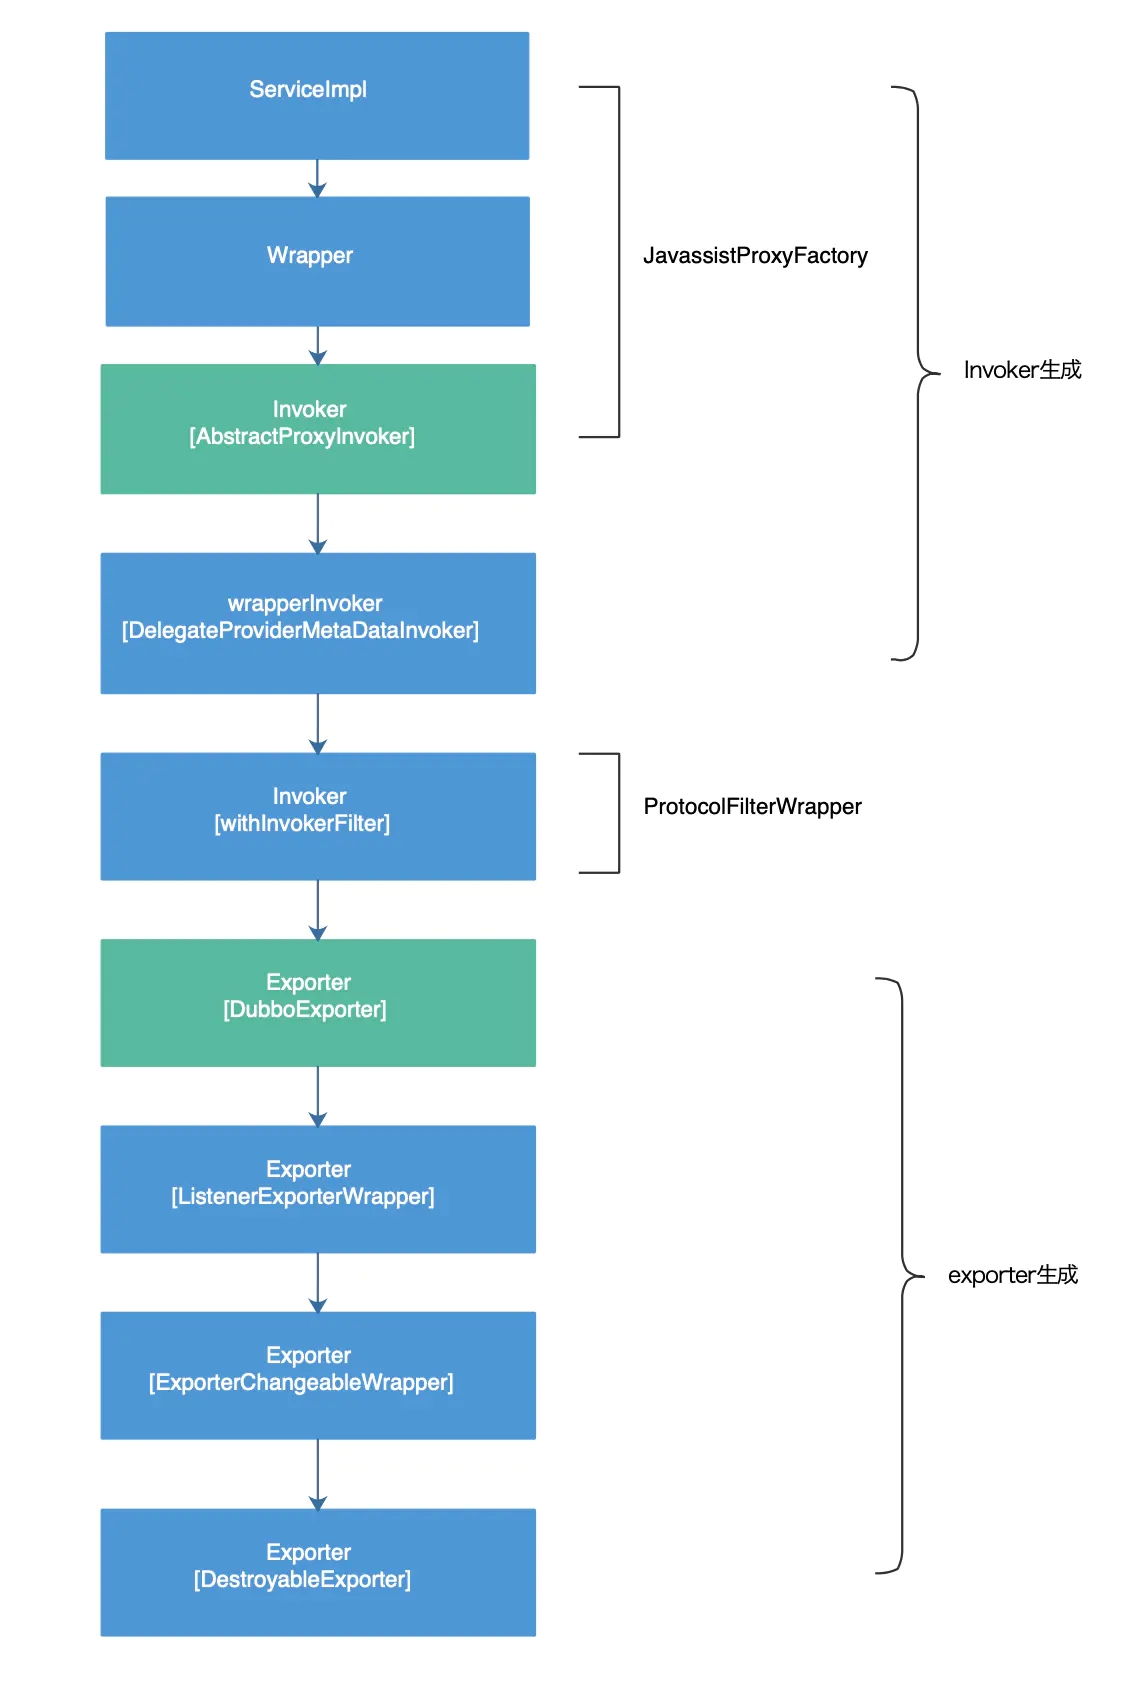 ServiceImpl
Wrapper
JavassistProxyFactory
Invoker生成
Invoker
[AbstractProxyInvoker]
wrapperInvoker
[DelegateProviderMetaDataInvoker]
Invoker
[withInvokerFilter]
ProtocolFilterWrapper
Exporter
[DubboExporter]
Exporter
[ListenerExporterWrapper]
exporter生成
Exporter
[ExporterChangeableWrapper]
Exporter
[DestroyableExporter]